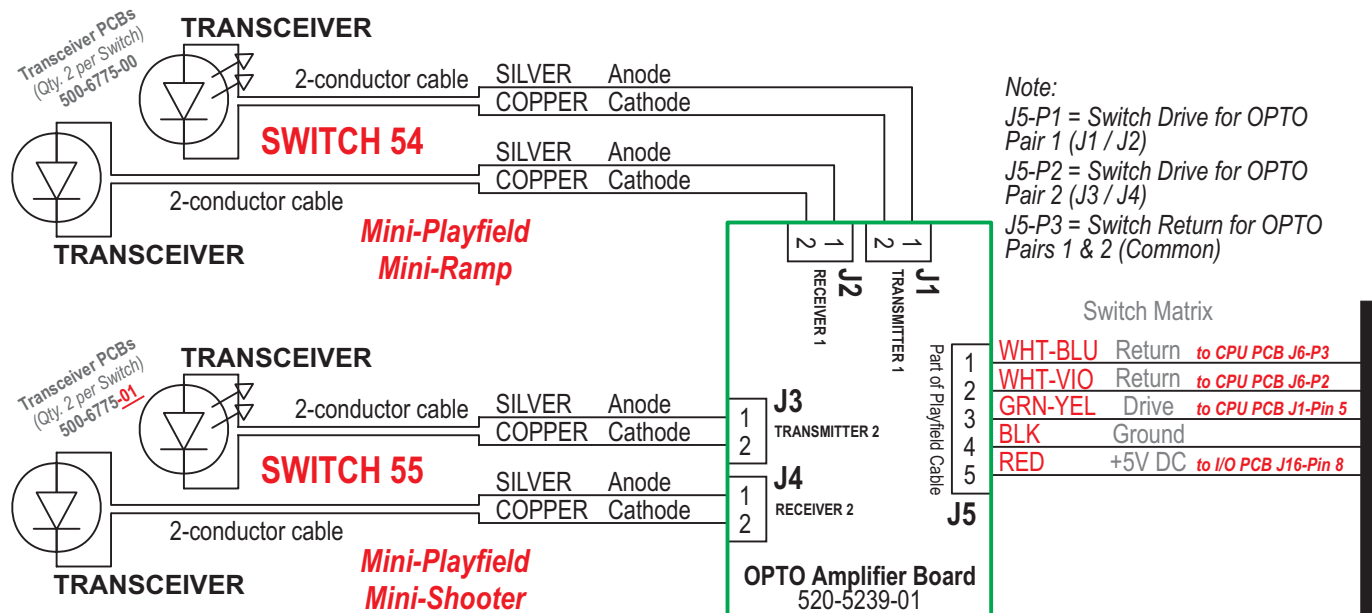 Transceiver PCBs
(Qty. 2 per Switch)
500-6775-00
TRANSCEIVER
2-conductor cable
SILVER Anode
COPPER Cathode
SWITCH 54
SILVER Anode
COPPER Cathode
2-conductor cable
TRANSCEIVER
Mini-Playfield
Mini-Ramp
Note:
J5-P1 = Switch Drive for OPTO
Pair 1 (J1 / J2)
J5-P2 = Switch Drive for OPTO
Pair 2 (J3 / J4)
J5-P3 = Switch Return for OPTO
Pairs 1 & 2 (Common)
2 1
J2
RECEIVER 1
2 1
J1
TRANSMITTER 1
Transceiver PCBs
(Qty. 2 per Switch)
500-6775-01
TRANSCEIVER
2-conductor cable
SILVER Anode
COPPER Cathode
SWITCH 55
SILVER Anode
COPPER Cathode
2-conductor cable
TRANSCEIVER
Mini-Playfield
Mini-Shooter
1
2
J3
TRANSMITTER 2
1
2
J4
RECEIVER 2
Part of Playfield Cable
1
2
3
4
5
J5
OPTO Amplifier Board
520-5239-01
Switch Matrix
WHT-BLU Return to CPU PCB J6-P3
WHT-VIO Return to CPU PCB J6-P2
GRN-YEL Drive to CPU PCB J1-Pin 5
BLK Ground
RED +5V DC to I/O PCB J16-Pin 8